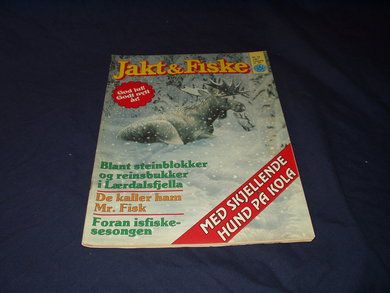 Jakt&Fiske
God jul!
Godt nytt
år!
Blant steinblokker
og reinsbukker
i Lærdalsfjella
De kaller ham
Mr. Fisk
Foran isfiske-
sesongen
MED SKJELLENDE
HUND PÅ KOLA